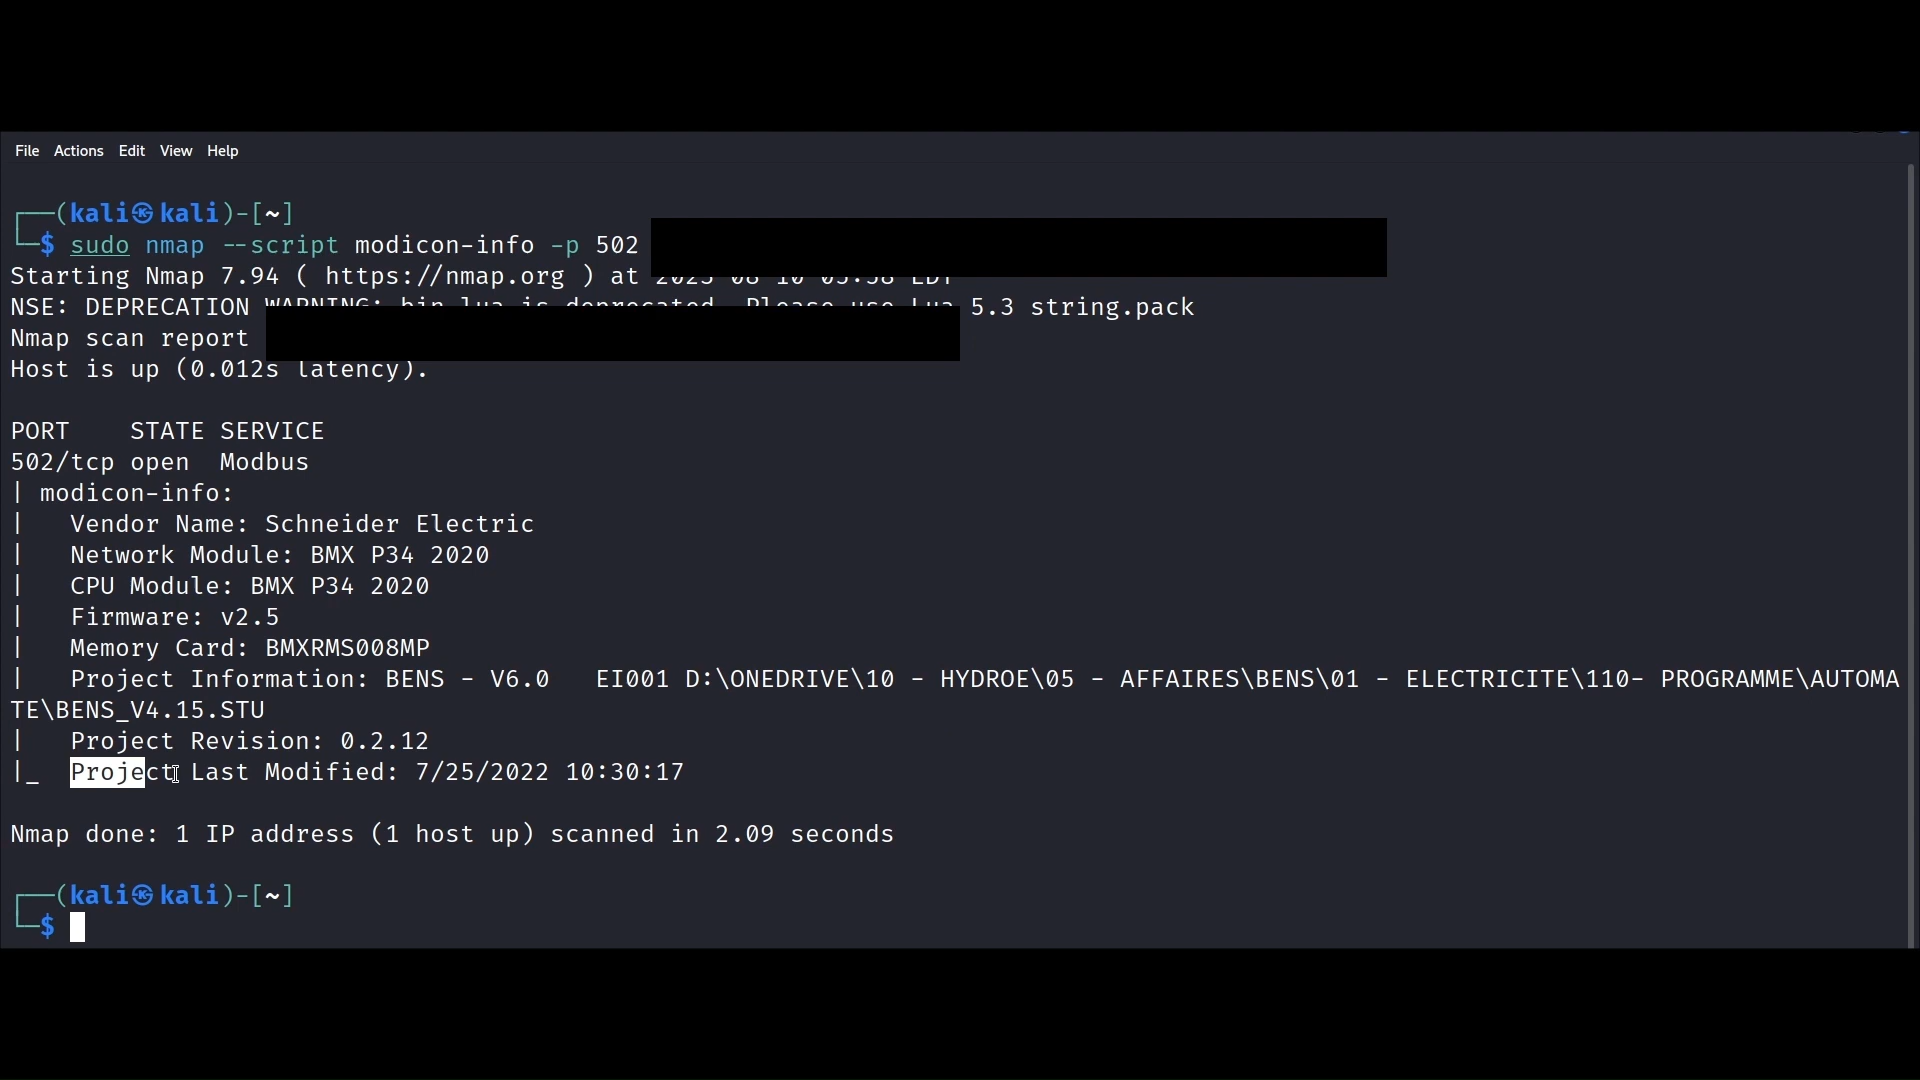 File Actions Edit View Help
┌──(kali㉿kali)-[~]
└─$ sudo nmap --script modicon-info -p 502
Starting Nmap 7.94 ( https://nmap.org ) at 2023-08-10 05:38 EDT
NSE: DEPRECATION WARNING: bin.lua is deprecated. Please use Lua 5.3 string.pack
Nmap scan report
Host is up (0.012s latency).
PORT    STATE SERVICE
502/tcp open  Modbus
| modicon-info:
|   Vendor Name: Schneider Electric
|   Network Module: BMX P34 2020
|   CPU Module: BMX P34 2020
|   Firmware: v2.5
|   Memory Card: BMXRMS008MP
|   Project Information: BENS - V6.0   EI001 D:\ONEDRIVE\10 - HYDROE\05 - AFFAIRES\BENS\01 - ELECTRICITE\110- PROGRAMME\AUTOMA
TE\BENS_V4.15.STU
|   Project Revision: 0.2.12
|_  Project Last Modified: 7/25/2022 10:30:17
Nmap done: 1 IP address (1 host up) scanned in 2.09 seconds
┌──(kali㉿kali)-[~]
└─$